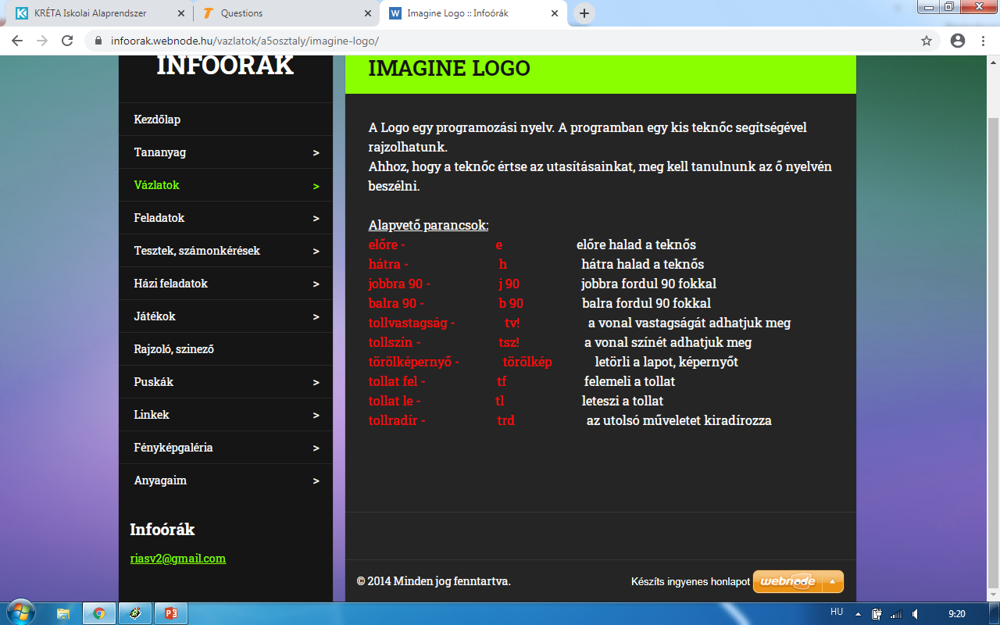 KRÉTA Iskolai Alaprendszer
Questions
Imagine Logo :: Infoórák
infoorak.webnode.hu/vazlatok/a5osztaly/imagine-logo/
INFOÓRÁK
Kezdőlap
Tananyag >
Vázlatok >
Feladatok >
Tesztek, számonkérések >
Házi feladatok >
Játékok >
Rajzoló, szinező
Puskák >
Linkek >
Fényképgaléria >
Anyagaim >
Infoórák
riasv2@gmail.com
IMAGINE LOGO
A Logo egy programozási nyelv. A programban egy kis teknőc segítségével
rajzolhatunk.
Ahhoz, hogy a teknőc értse az utasításainkat, meg kell tanulnunk az ő nyelvén
beszélni.
Alapvető parancsok:
előre - e előre halad a teknős
hátra - h hátra halad a teknős
jobbra 90 - j 90 jobbra fordul 90 fokkal
balra 90 - b 90 balra fordul 90 fokkal
tollvastagság - tv! a vonal vastagságát adhatjuk meg
tollszín - tsz! a vonal színét adhatjuk meg
törölképernyő - törölkép letörli a lapot, képernyőt
tollat fel - tf felemeli a tollat
tollat le - tl leteszi a tollat
tollradír - trd az utolsó műveletet kiradírozza
© 2014 Minden jog fenntartva.
Készíts ingyenes honlapot webnode
HU
9:20